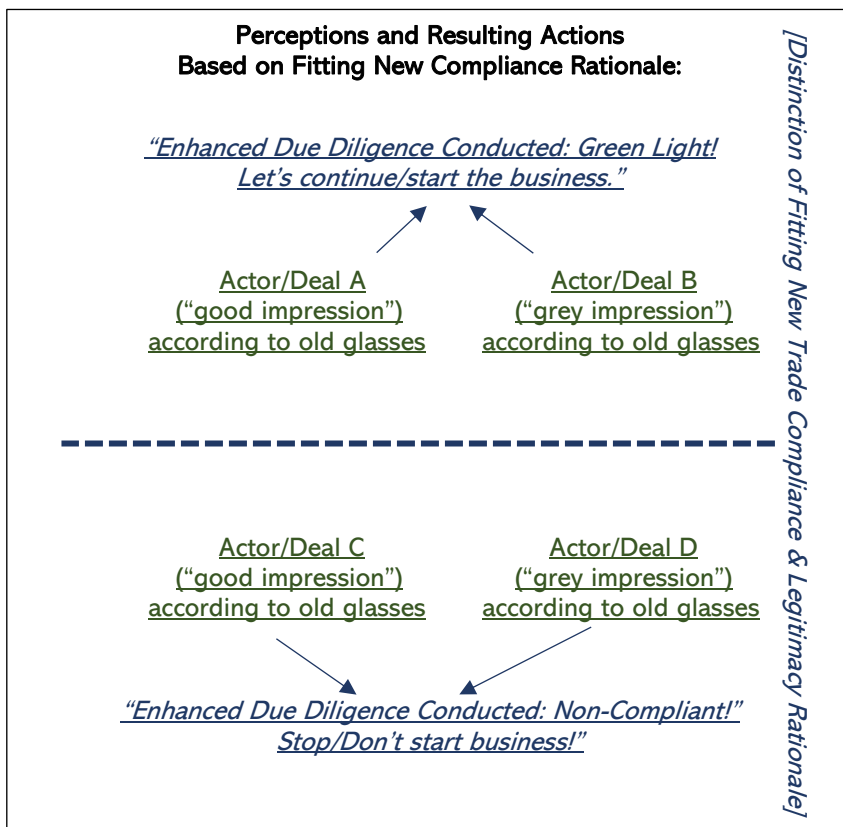 Perceptions and Resulting Actions
Based on Fitting New Compliance Rationale:
“Enhanced Due Diligence Conducted: Green Light!
Let’s continue/start the business.”
Actor/Deal A
(“good impression”)
according to old glasses
Actor/Deal B
(“grey impression”)
according to old glasses
Actor/Deal C
(“good impression”)
according to old glasses
Actor/Deal D
(“grey impression”)
according to old glasses
“Enhanced Due Diligence Conducted: Non-Compliant!”
Stop/Don’t start business!”
[Distinction of Fitting New Trade Compliance & Legitimacy Rationale]